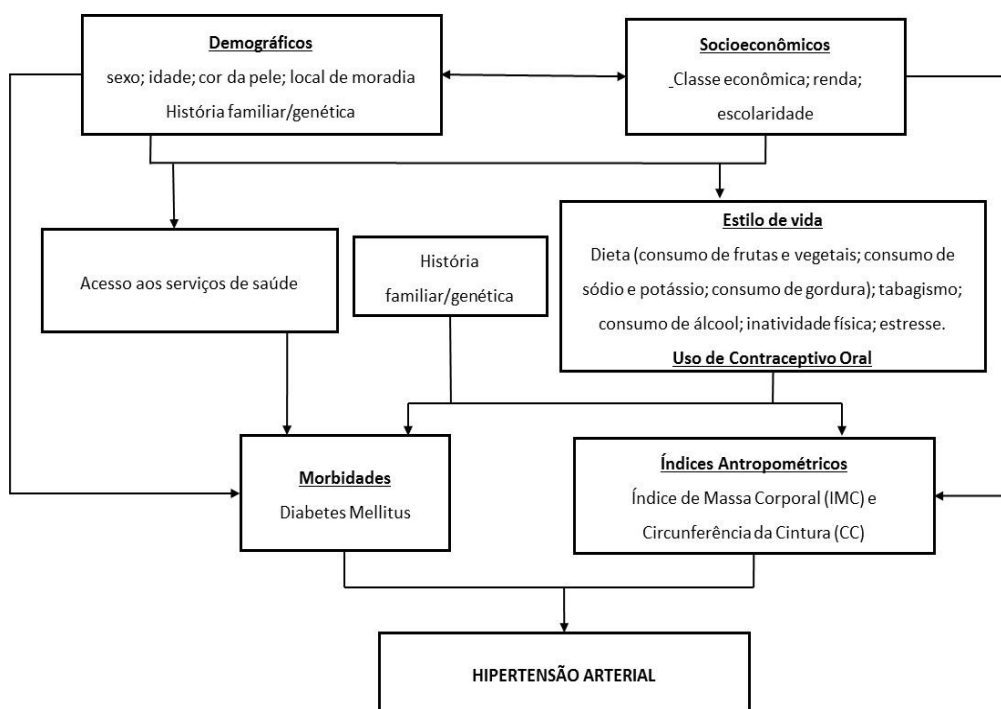 Demográficos
sexo; idade; cor da pele; local de moradia
História familiar/genética
Socioeconômicos
Classe econômica; renda;
escolaridade
Acesso aos serviços de saúde
História
familiar/genética
Estilo de vida
Dieta (consumo de frutas e vegetais; consumo de
sódio e potássio; consumo de gordura); tabagismo;
consumo de álcool; inatividade física; estresse.
Uso de Contraceptivo Oral
Morbidades
Diabetes Mellitus
Índices Antropométricos
Índice de Massa Corporal (IMC) e
Circunferência da Cintura (CC)
HIPERTENSÃO ARTERIAL